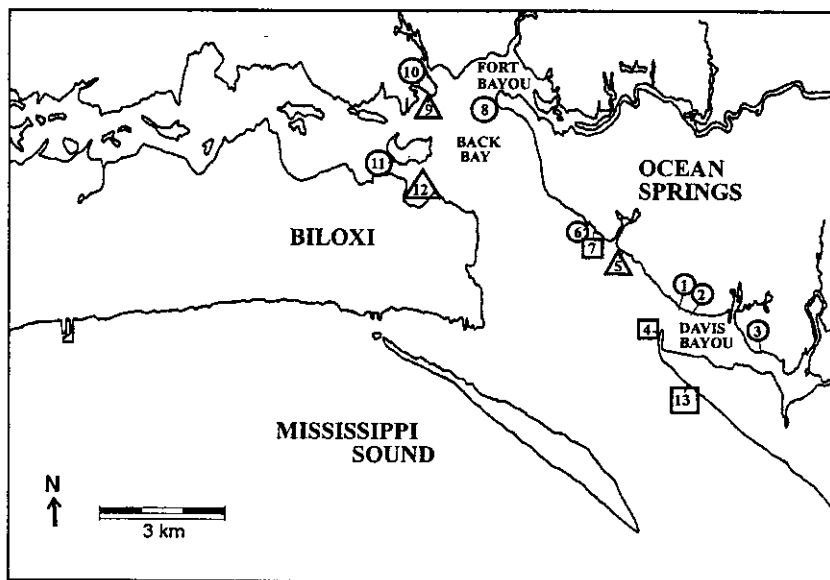 10
FORT
BAYOU
9
8
BACK
BAY
11
12
OCEAN
SPRINGS
BILOXI
6
7
5
1
2
4
DAVIS
BAYOU
3
13
MISSISSIPPI
SOUND
N
3 km